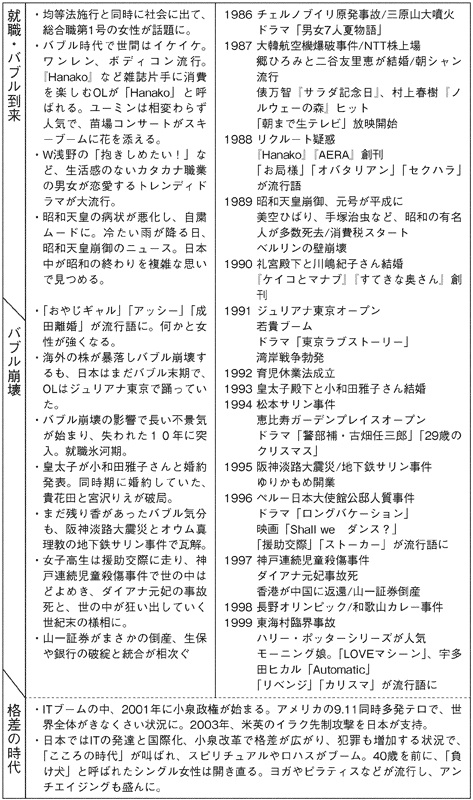 就職・バブル到来
・均等法施行と同時に社会に出て、
総合職第1号の女性が話題に。
・バブル時代で世間はイケイケ。
ワンレン、ボディコン流行。
『Hanako』など雑誌片手に消費
を楽しむOLが「Hanako」と呼
ばれる。ユーミンは相変わらず
人気で、苗場コンサートがスキ
ーブームに花を添える。
・W浅野の「抱きしめたい！」な
ど、生活感のないカタカナ職業
の男女が恋愛するトレンディド
ラマが大流行。
・昭和天皇の病状が悪化し、自粛
ムードに。冷たい雨が降る日、
昭和天皇崩御のニュース。日本
中が昭和の終わりを複雑な思い
で見つめる。
1986 チェルノブイリ原発事故/三原山大噴火
ドラマ「男女7人夏物語」
1987 大韓航空機爆破事件/NTT株上場
郷ひろみと二谷友里恵が結婚/朝シャン
流行
俵万智『サラダ記念日』、村上春樹『ノ
ルウェーの森』ヒット
「朝まで生テレビ」放映開始
1988 リクルート疑惑
『Hanako』『AERA』創刊
「お局様」「オバタリアン」「セクハラ」
が流行語
1989 昭和天皇崩御、元号が平成に
美空ひばり、手塚治虫など、昭和の有名
人が多数死去/消費税スタート
ベルリンの壁崩壊
1990 礼宮殿下と川嶋紀子さん結婚
『ケイコとマナブ』『すてきな奥さん』創
刊
バブル崩壊
・「おやじギャル」「アッシー」「成
田離婚」が流行語に。何かと女
性が強くなる。
・海外の株が暴落しバブル崩壊す
るも、日本はまだバブル末期で、
OLはジュリアナ東京で踊ってい
た。
・バブル崩壊の影響で長い不景気
が始まり、失われた１０年に突
入。就職氷河期。
・皇太子が小和田雅子さんと婚約
発表。同時期に婚約していた、
貴花田と宮沢りえが破局。
・まだ残り香があったバブル気分
も、阪神淡路大震災とオウム真
理教の地下鉄サリン事件で瓦解。
・女子高生は援助交際に走り、神
戸連続児童殺傷事件で世の中は
どよめき、ダイアナ元妃の事故
死と、世の中が狂い出していく
世紀末の様相に。
・山一証券がまさかの倒産、生保
や銀行の破綻と統合が相次ぐ
1991 ジュリアナ東京オープン
若貴ブーム
ドラマ「東京ラブストーリー」
湾岸戦争勃発
1992 育児休業法成立
1993 皇太子殿下と小和田雅子さん結婚
1994 松本サリン事件
恵比寿ガーデンプレイスオープン
ドラマ「警部補・古畑任三郎」「29歳の
クリスマス」
1995 阪神淡路大震災/地下鉄サリン事件
ゆりかもめ開業
1996 ペルー日本大使館公邸人質事件
ドラマ「ロングバケーション」
映画「Shall we　ダンス？」
「援助交際」「ストーカー」が流行語に
1997 神戸連続児童殺傷事件
ダイアナ元妃事故死
香港が中国に返還/山一証券倒産
1998 長野オリンピック/和歌山カレー事件
1999 東海村臨界事故
ハリー・ポッターシリーズが人気
モーニング娘。「LOVEマシーン」、宇多
田ヒカル「Automatic」
「リベンジ」「カリスマ」が流行語に
格差の時代
・ITブームの中、2001年に小泉政権が始まる。アメリカの9.11同時多発テロで、世
界全体がきなくさい状況に。2003年、米英のイラク先制攻撃を日本が支持。
・日本ではITの発達と国際化、小泉改革で格差が広がり、犯罪も増加する状況で、
「こころの時代」が叫ばれ、スピリチュアルやロハスがブーム。40歳を前に、「負
け犬」と呼ばれたシングル女性は開き直る。ヨガやピラティスなどが流行し、アン
チエイジングも盛んに。